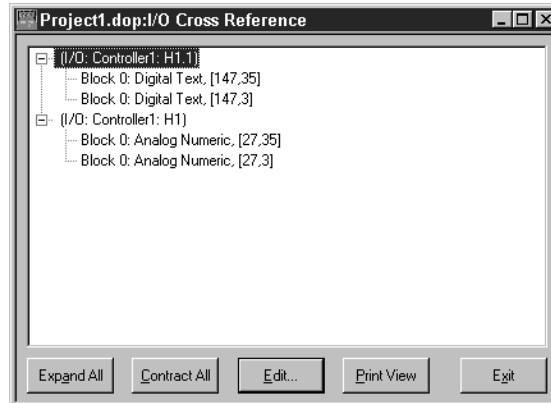 Project1.dop:I/O Cross Reference
(I/O: Controller1: H1.1)
Block 0: Digital Text, [147,35]
Block 0: Digital Text, [147,3]
(I/O: Controller1: H1)
Block 0: Analog Numeric, [27,35]
Block 0: Analog Numeric, [27,3]
Expand All Contract All Edit... Print View Exit